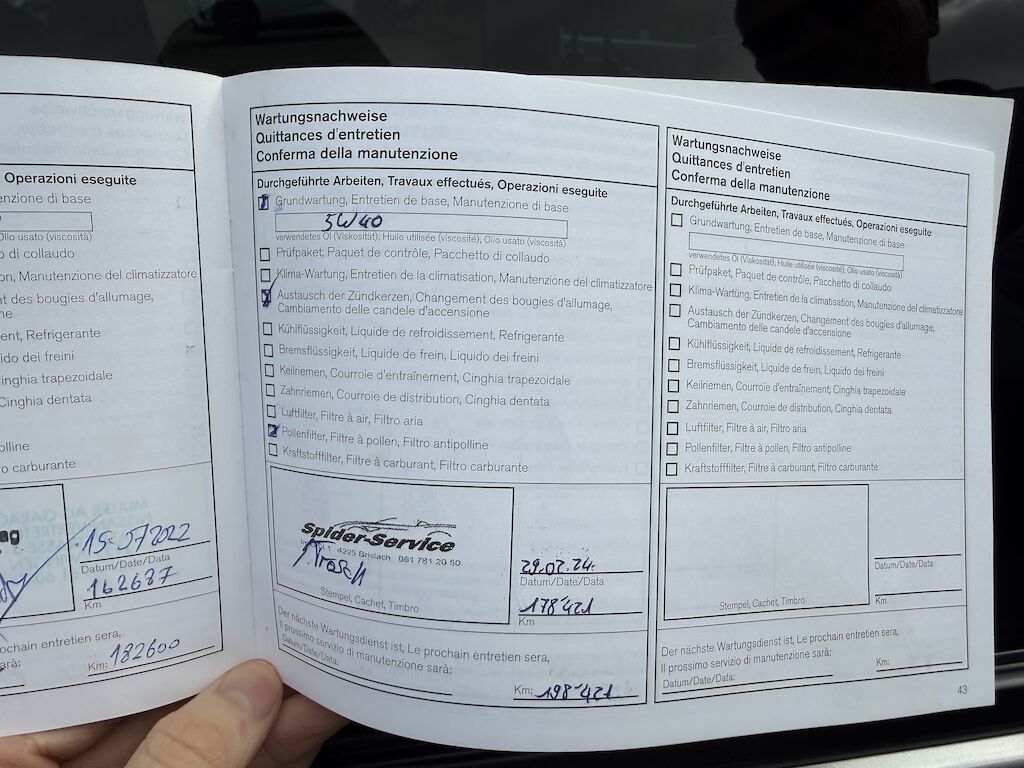 Operazioni eseguite
enzione di base
Olio usato (viscosità)
o di collaudo
on, Manutenzione del climatizzatore
nt des bougies d'allumage,
ne
ent, Refrigerante
uido dei freini
Cinghia trapezoidale
Cinghia dentata
olline
ro carburante
15.07.2022
Datum/Date/Data
162687
Km
prochain entretien sera,
sarà:
Km: 182600
Wartungsnachweise
Quittances d'entretien
Conferma della manutenzione
Durchgeführte Arbeiten, Travaux effectués, Operazioni eseguite
Grundwartung, Entretien de base, Manutenzione di base
5W40
verwendetes Öl (Viskosität), Huile utilisée (viscosité), Olio usato (viscosità)
Prüfpaket, Paquet de contrôle, Pacchetto di collaudo
Klima-Wartung, Entretien de la climatisation, Manutenzione del climatizzatore
Austausch der Zündkerzen, Changement des bougies d'allumage,
Cambiamento delle candele d'accensione
Kühlflüssigkeit, Liquide de refroidissement, Refrigerante
Bremsflüssigkeit, Liquide de frein, Liquido dei freini
Keilriemen, Courroie d'entraînement, Cinghia trapezoidale
Zahnriemen, Courroie de distribution, Cinghia dentata
Luftfilter, Filtre à air, Filtro aria
Pollenfilter, Filtre à pollen, Filtro antipolline
Kraftstofffilter, Filtre à carburant, Filtro carburante
Spider-Service
1 4225 Brislach 061 781 20 50
Stempel, Cachet, Timbro
29.02.24.
Datum/Date/Data
178'421
Km
Der nächste Wartungsdienst ist, Le prochain entretien sera,
Il prossimo servizio di manutenzione sarà:
Datum/Date/Data:
Km: 198'421
Wartungsnachweise
Quittances d'entretien
Conferma della manutenzione
Durchgeführte Arbeiten, Travaux effectués, Operazioni eseguite
Grundwartung, Entretien de base, Manutenzione di base
verwendetes Öl (Viskosität), Huile utilisée (viscosité), Olio usato (viscosità)
Prüfpaket, Paquet de contrôle, Pacchetto di collaudo
Klima-Wartung, Entretien de la climatisation, Manutenzione del climatizzatore
Austausch der Zündkerzen, Changement des bougies d'allumage,
Cambiamento delle candele d'accensione
Kühlflüssigkeit, Liquide de refroidissement, Refrigerante
Bremsflüssigkeit, Liquide de frein, Liquido dei freini
Keilriemen, Courroie d'entraînement, Cinghia trapezoidale
Zahnriemen, Courroie de distribution, Cinghia dentata
Luftfilter, Filtre à air, Filtro aria
Pollenfilter, Filtre à pollen, Filtro antipolline
Kraftstofffilter, Filtre à carburant, Filtro carburante
Stempel, Cachet, Timbro
Datum/Date/Data
Km
Der nächste Wartungsdienst ist, Le prochain entretien sera,
Il prossimo servizio di manutenzione sarà:
Datum/Date/Data:
Km:
43